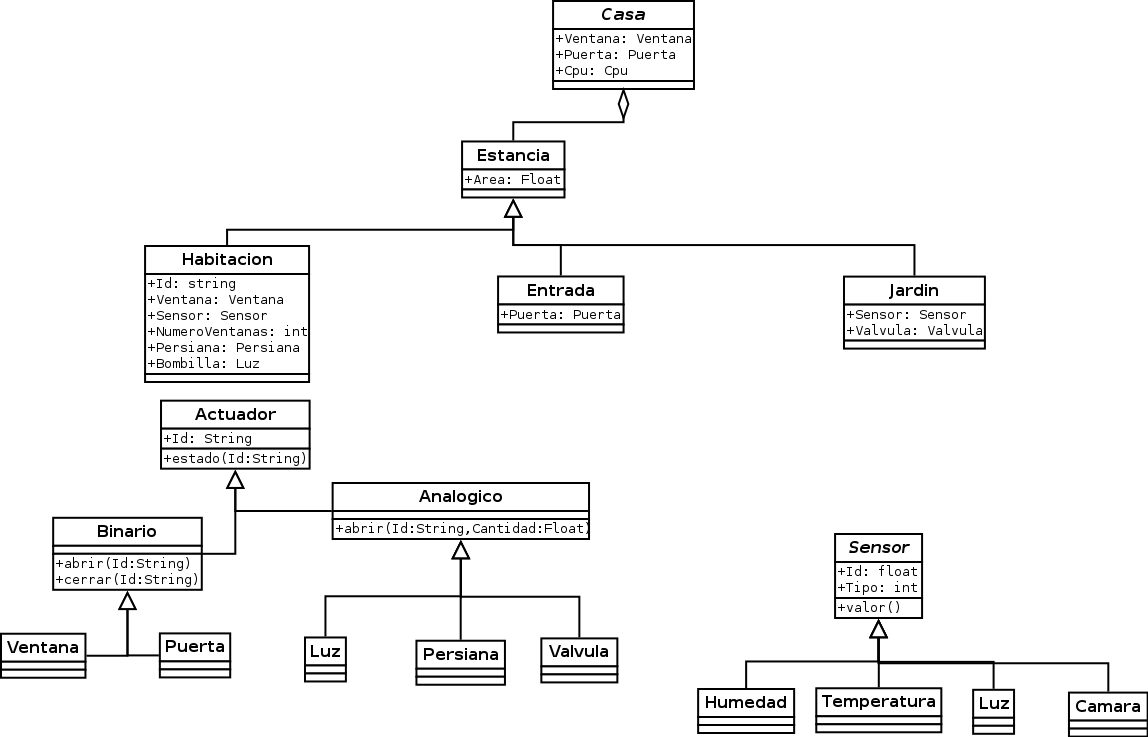 Casa
+Ventana: Ventana
+Puerta: Puerta
+Cpu: Cpu
Estancia
+Area: Float
Habitacion
+Id: string
+Ventana: Ventana
+Sensor: Sensor
+NumeroVentanas: int
+Persiana: Persiana
+Bombilla: Luz
Entrada
+Puerta: Puerta
Jardin
+Sensor: Sensor
+Valvula: Valvula
Actuador
+Id: String
+estado(Id:String)
Binario
+abrir(Id:String)
+cerrar(Id:String)
Analogico
+abrir(Id:String,Cantidad:Float)
Ventana
Puerta
Luz
Persiana
Valvula
Sensor
+Id: float
+Tipo: int
+valor()
Humedad
Temperatura
Luz
Camara